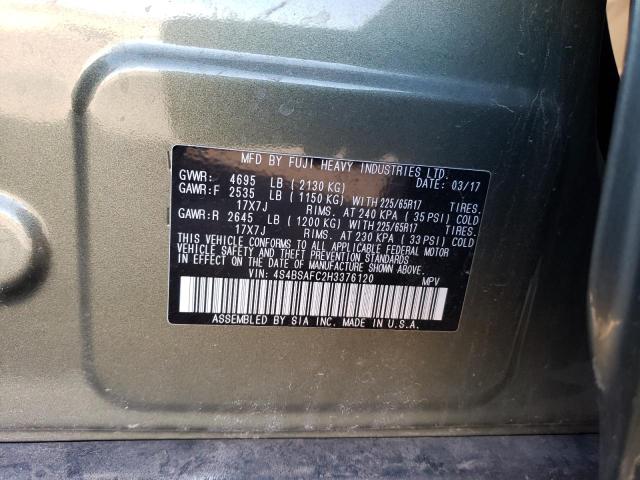 MFD BY FUJI HEAVY INDUSTRIES LTD.
GVWR: 4695 LB ( 2130 KG) DATE: 03/17
GAWR:F 2535 LB ( 1150 KG) WITH 225/65R17 TIRES.
17X7J RIMS. AT 240 KPA ( 35 PSI) COLD
GAWR:R 2645 LB ( 1200 KG) WITH 225/65R17 TIRES.
17X7J RIMS. AT 230 KPA ( 33 PSI) COLD
THIS VEHICLE CONFORMS TO ALL APPLICABLE FEDERAL MOTOR
VEHICLE SAFETY AND THEFT PREVENTION STANDARDS
IN EFFECT ON THE DATE OF MANUFACTURE SHOWN ABOVE.
VIN: 4S4BSAFC2H3376120 MPV
ASSEMBLED BY SIA INC. MADE IN U.S.A.